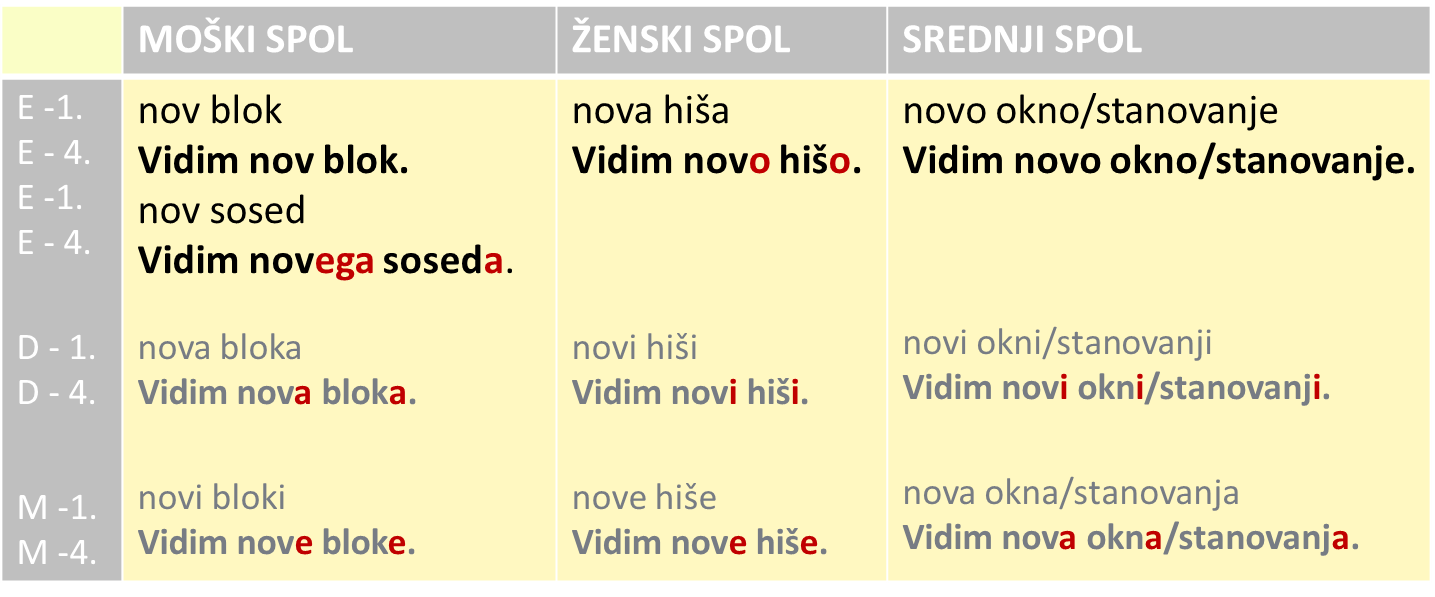 MOŠKI SPOL ŽENSKI SPOL SREDNJI SPOL
E -1. nov blok nova hiša novo okno/stanovanje
E - 4. Vidim nov blok. Vidim novo hišo. Vidim novo okno/stanovanje.
E -1. nov sosed
E - 4. Vidim novega soseda.
D - 1. nova bloka novi hiši novi okni/stanovanji
D - 4. Vidim nova bloka. Vidim novi hiši. Vidim novi okni/stanovanji.
M -1. novi bloki nove hiše nova okna/stanovanja
M -4. Vidim nove bloke. Vidim nove hiše. Vidim nova okna/stanovanja.